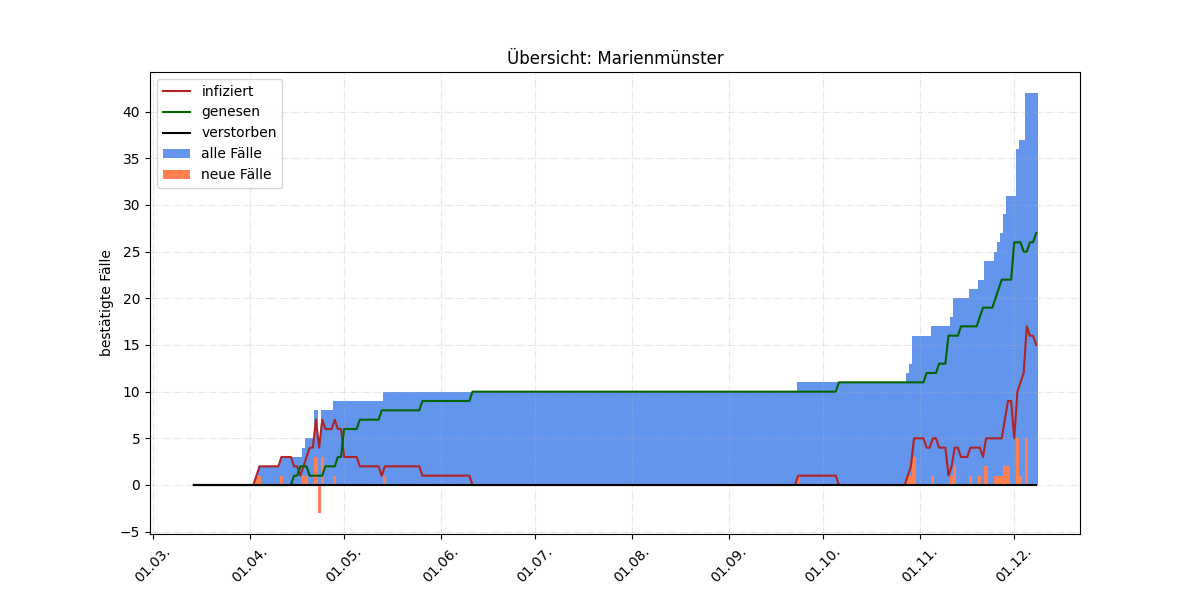 Übersicht: Marienmünster
infiziert
genesen
verstorben
alle Fälle
neue Fälle
bestätigte Fälle
40
35
30
25
20
15
10
5
0
−5
01.03.
01.04.
01.05.
01.06.
01.07.
01.08.
01.09.
01.10.
01.11.
01.12.